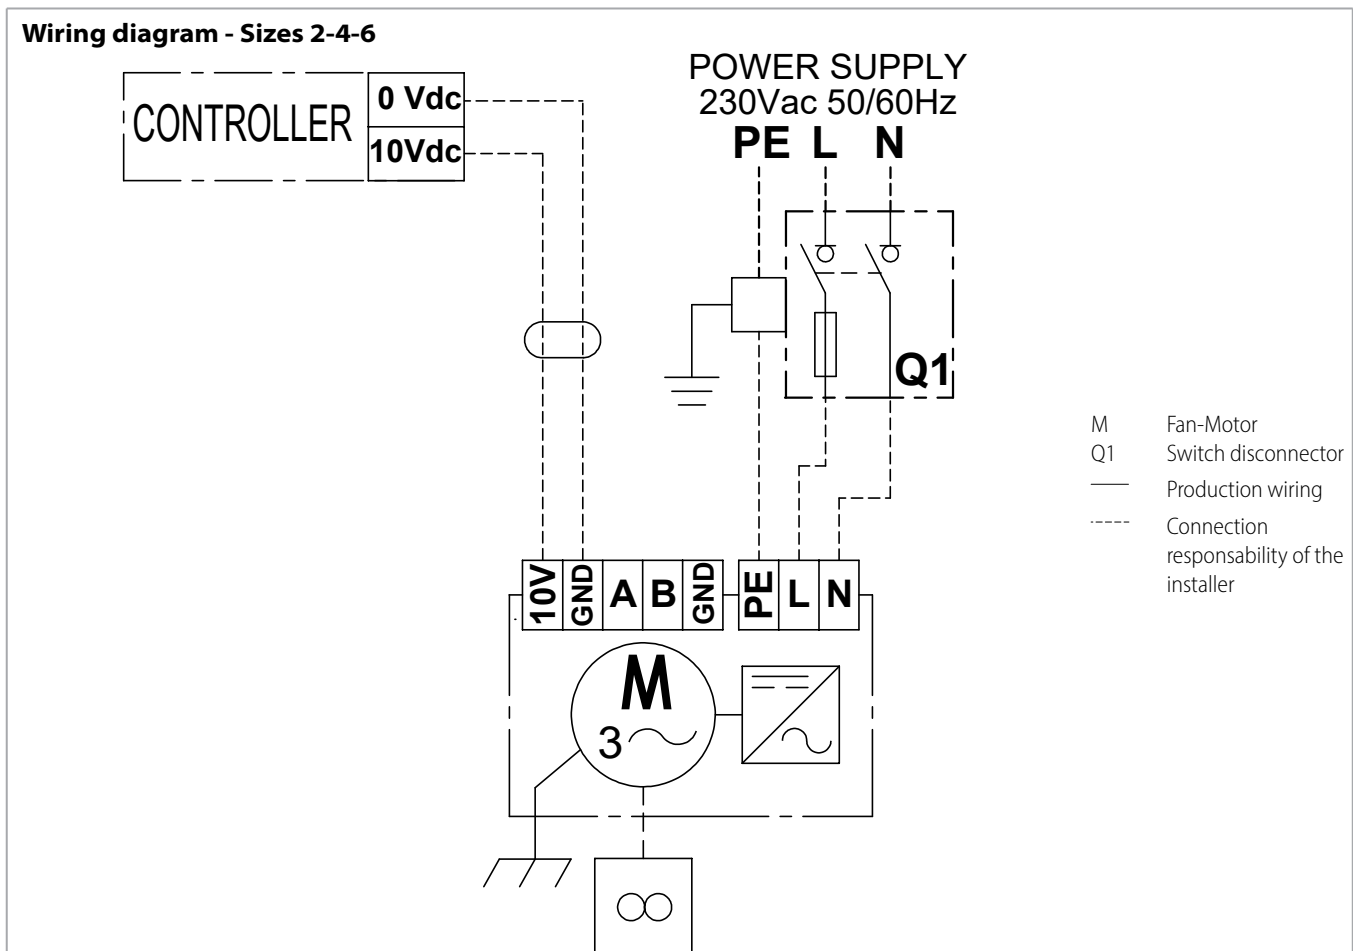 Wiring diagram - Sizes 2-4-6
POWER SUPPLY
230Vac 50/60Hz
PE L N
CONTROLLER
0 Vdc
10Vdc
Q1
M Fan-Motor
Q1 Switch disconnector
Production wiring
Connection
responsability of the
installer
10V GND A B GND PE L N
M
3